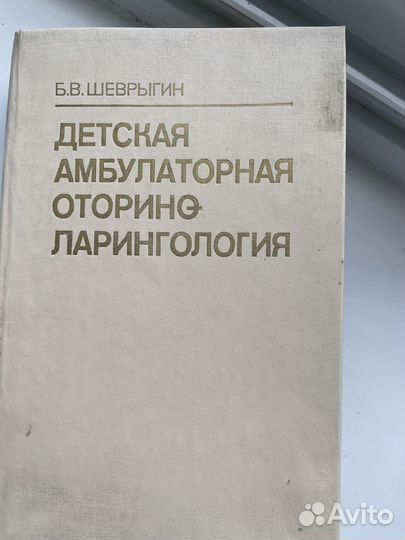 Б.В. ШЕВРЫГИН
ДЕТСКАЯ
АМБУЛАТОРНАЯ
ОТОРИНО-
ЛАРИНГОЛОГИЯ
Avito